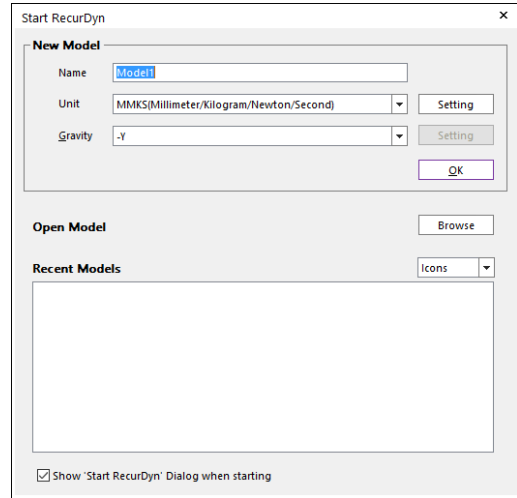 Start RecurDyn
New Model
Name Model1
Unit MMKS(Millimeter/Kilogram/Newton/Second) Setting
Gravity -Y Setting
OK
Open Model Browse
Recent Models Icons
Show 'Start RecurDyn' Dialog when starting